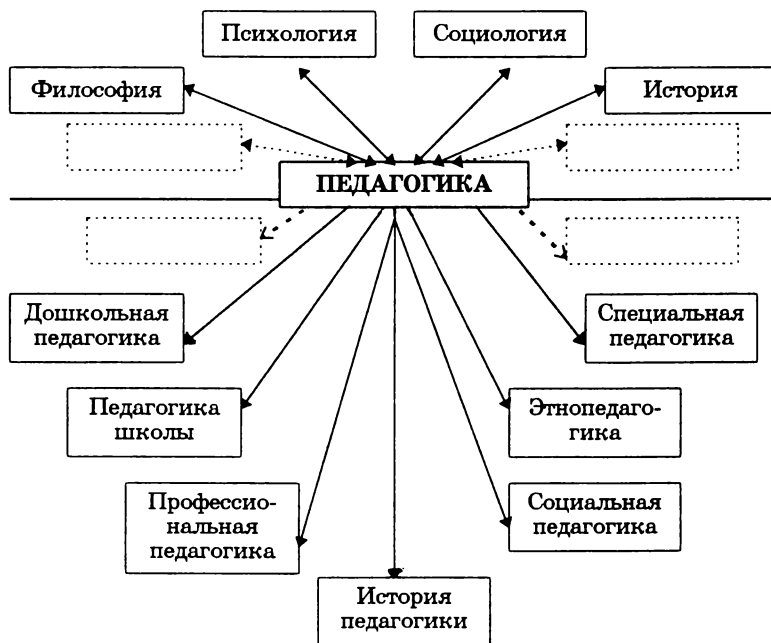 Психология
Социология
Философия
История
ПЕДАГОГИКА
Дошкольная
педагогика
Специальная
педагогика
Педагогика
школы
Этнопедаго-
гика
Профессио-
нальная
педагогика
Социальная
педагогика
История
педагогики